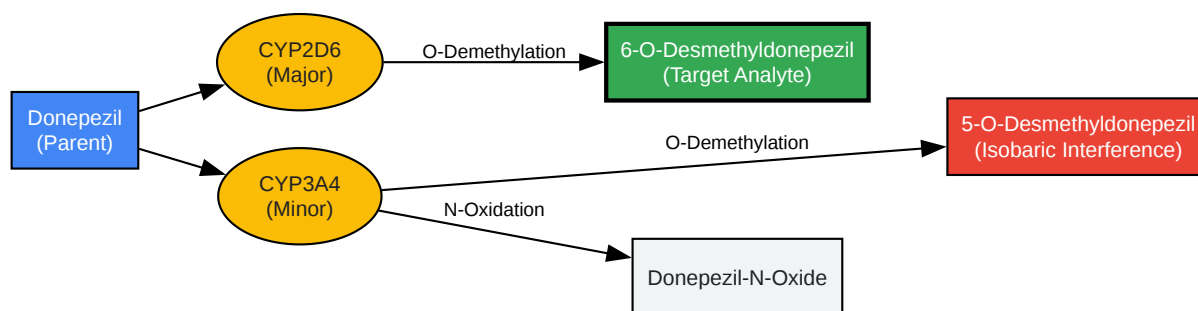 Donepezil
(Parent)
CYP2D6
(Major)
O-Demethylation
6-O-Desmethyldonepezil
(Target Analyte)
CYP3A4
(Minor)
O-Demethylation
5-O-Desmethyldonepezil
(Isobaric Interference)
N-Oxidation
Donepezil-N-Oxide